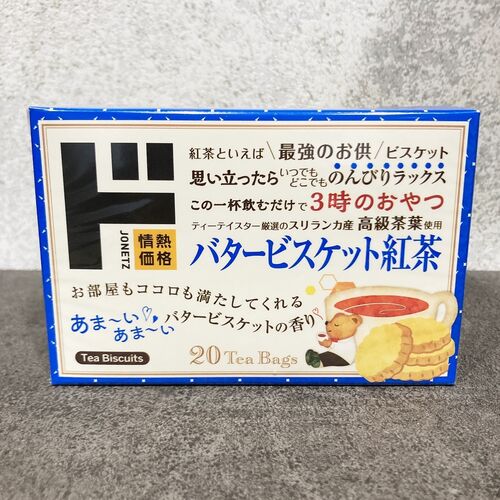 紅茶といえば\最強のお供/ビスケット
思い立ったらいつでもどこでものんびりラックス
この一杯飲むだけで3時のおやつ
ティーテイスター厳選のスリランカ産 高級茶葉使用
バタービスケット紅茶
ド
JONETZ
情熱価格
お部屋もココロも満たしてくれる
あま〜いあま〜いバタービスケットの香り
Tea Biscuits
20 Tea Bags